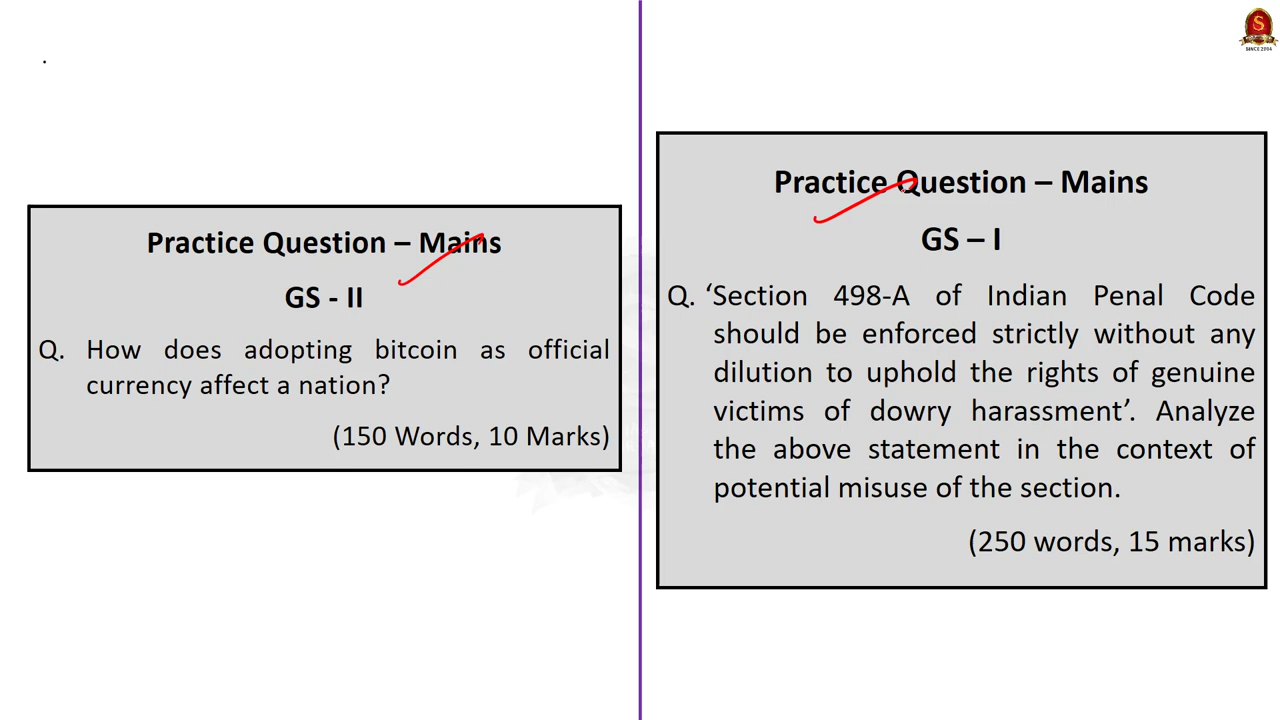 Practice Question – Mains
GS - II
Q. How does adopting bitcoin as official
currency affect a nation?
(150 Words, 10 Marks)
S
SINCE 2004
Practice Question – Mains
GS – I
Q. ‘Section 498-A of Indian Penal Code
should be enforced strictly without any
dilution to uphold the rights of genuine
victims of dowry harassment’. Analyze
the above statement in the context of
potential misuse of the section.
(250 words, 15 marks)